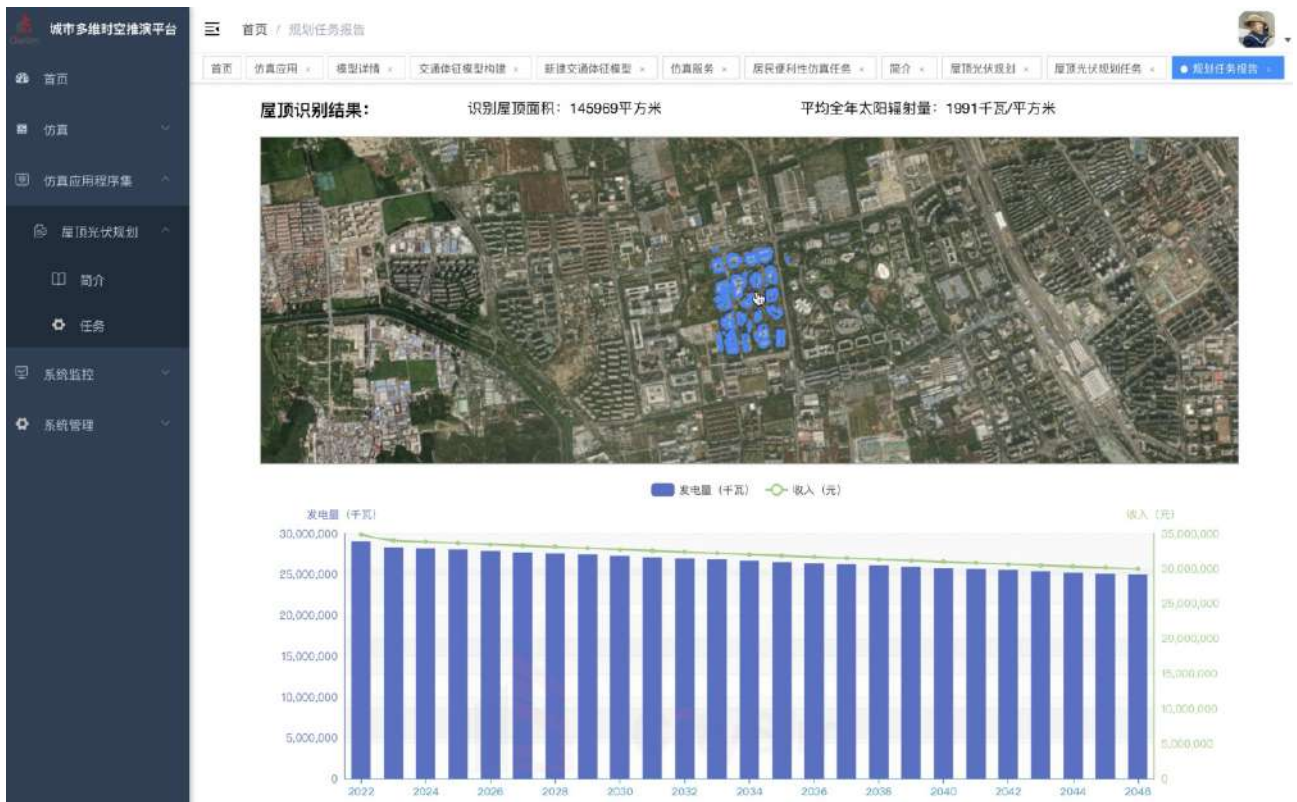 城市多维时空推演平台
首页 / 规划任务报告
首页 仿真应用 × 模型详情 × 交通体征模型构建 × 新建交通体征模型 × 仿真服务 × 居民便利性仿真任务 × 简介 × 屋顶光伏规划 × 屋顶光伏规划任务 × 规划任务报告 ×
首页
仿真
仿真应用程序集
屋顶光伏规划
简介
任务
系统监控
系统管理
屋顶识别结果： 识别屋顶面积：145969平方米 平均全年太阳辐射量：1991千瓦/平方米
发电量（千瓦） 收入（元）
发电量（千瓦） 收入（元）
30,000,000 35,000,000
25,000,000 30,000,000
20,000,000 25,000,000
15,000,000 20,000,000
10,000,000 15,000,000
5,000,000 10,000,000
0 5,000,000
0
2022 2024 2026 2028 2030 2032 2034 2036 2038 2040 2042 2044 2046